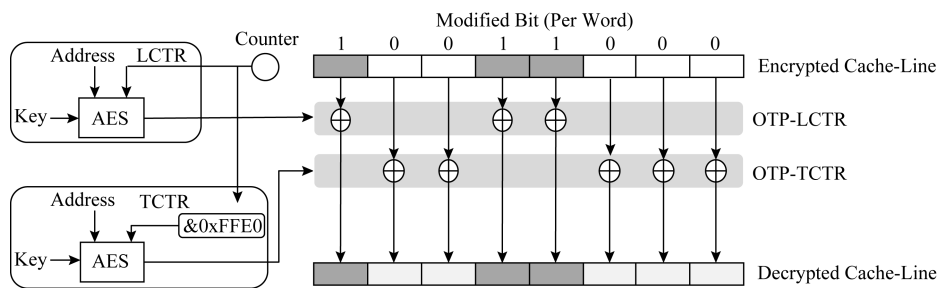 Modified Bit (Per Word)
1 0 0 1 1 0 0 0
Counter
Address LCTR
Encrypted Cache-Line
Key AES
OTP-LCTR
OTP-TCTR
Address TCTR
&0xFFE0
Key AES
Decrypted Cache-Line